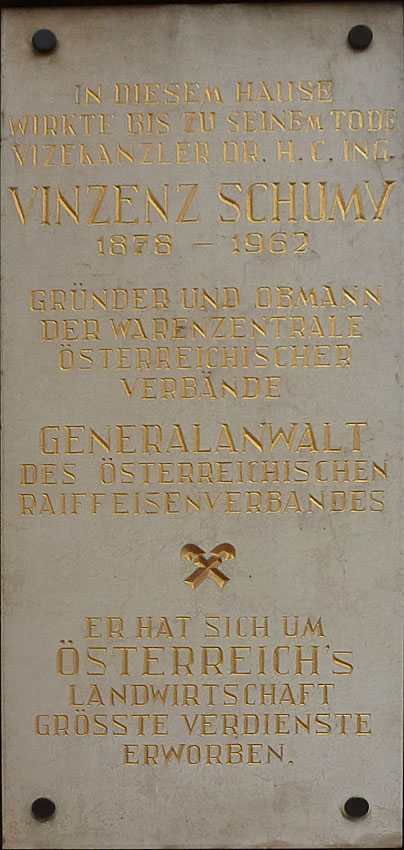 IN DIESEM HAUSE
WIRKTE BIS ZU SEINEM TODE
VIZEKANZLER DR. H. C. ING.
VINZENZ SCHUMY
1878 – 1962
GRÜNDER UND OBMANN
DER WARENZENTRALE
ÖSTERREICHISCHER
VERBÄNDE
GENERALANWALT
DES ÖSTERREICHISCHEN
RAIFFEISENVERBANDES
ER HAT SICH UM
ÖSTERREICH'S
LANDWIRTSCHAFT
GRÖSSTE VERDIENSTE
ERWORBEN.